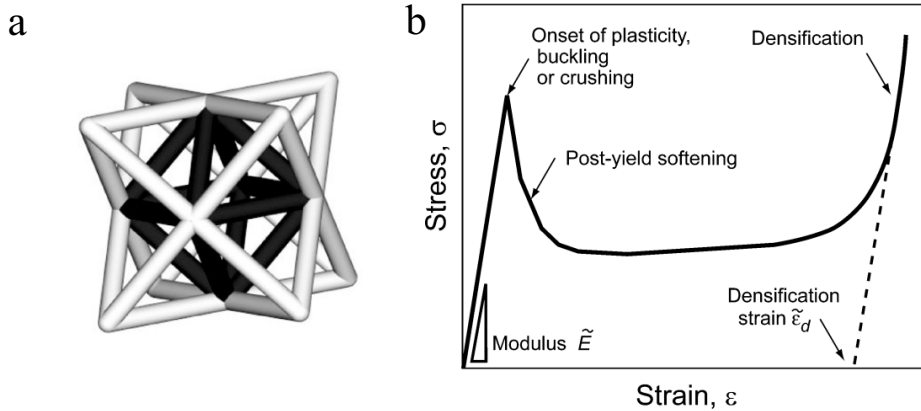 a
b
Onset of plasticity,
buckling
or crushing
Densification
Post-yield softening
Stress, σ
Densification
strain ε̃d
Modulus Ẽ
Strain, ε